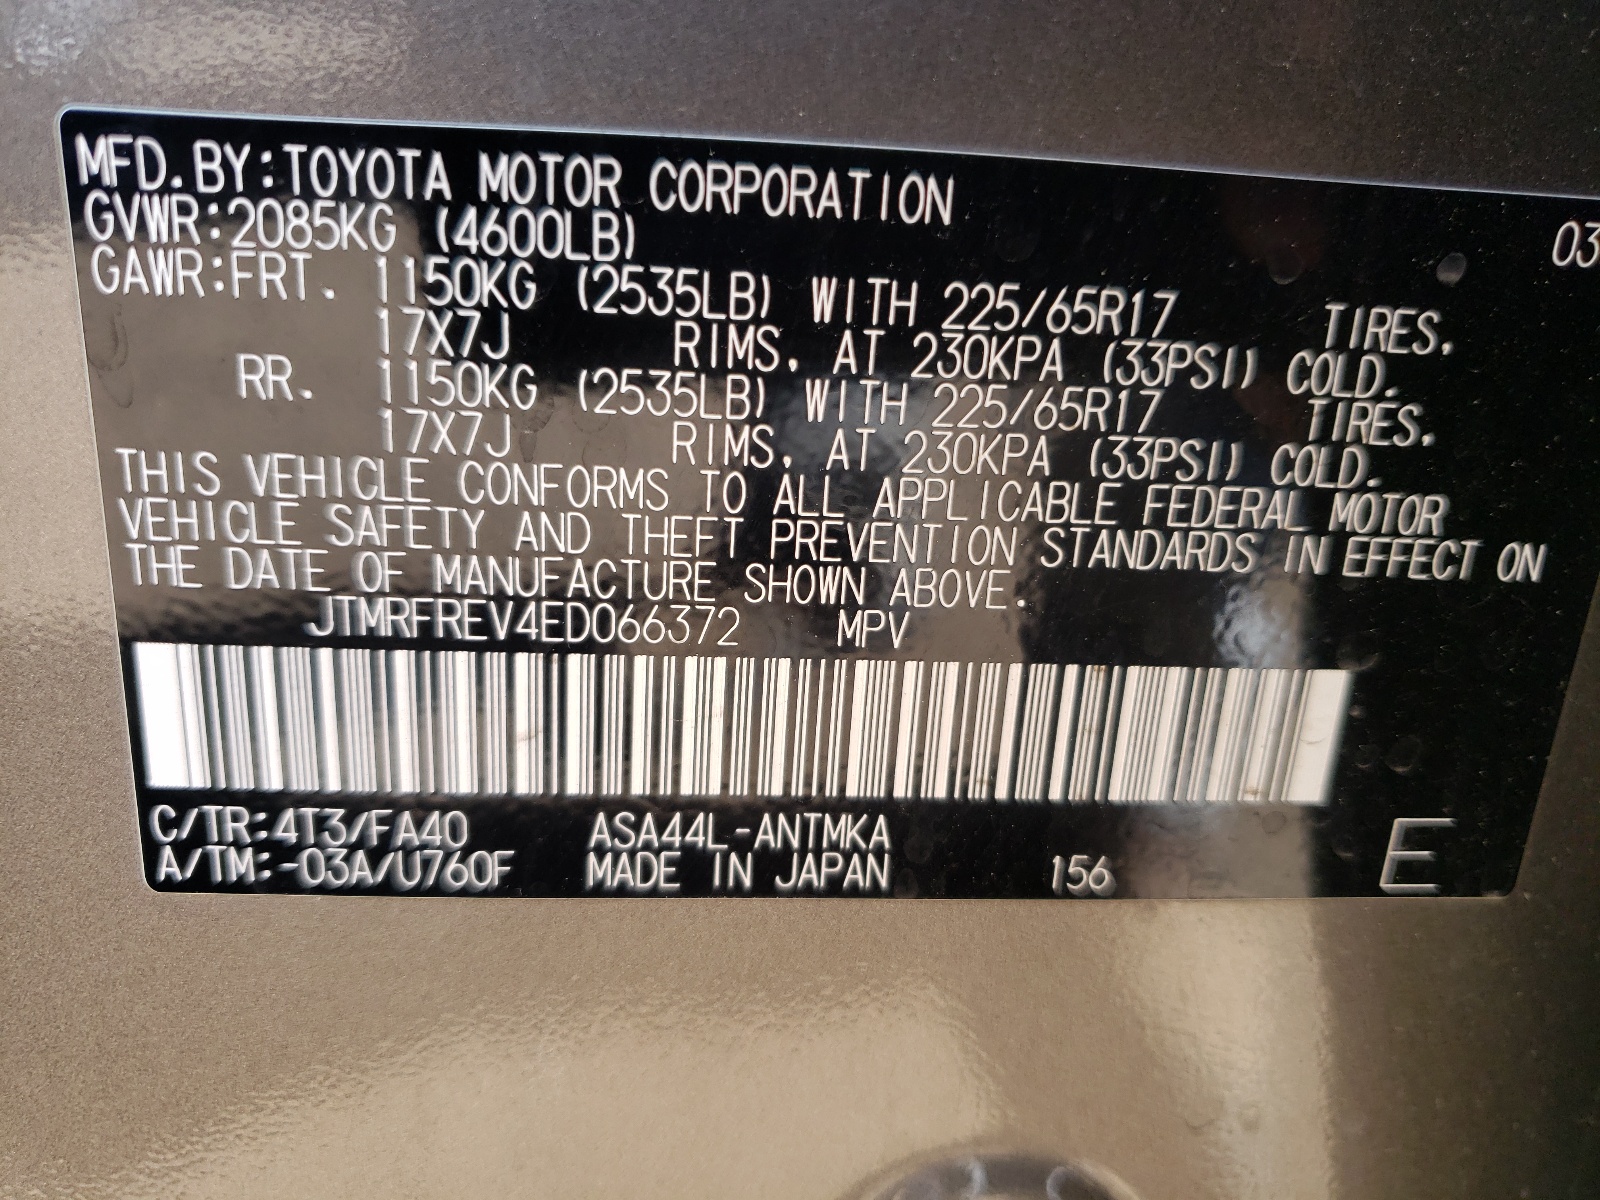 MFD. BY: TOYOTA MOTOR CORPORATION 03
GVWR: 2085KG (4600LB)
GAWR: FRT. 1150KG (2535LB) WITH 225/65R17 TIRES,
17X7J RIMS, AT 230KPA (33PSI) COLD.
RR. 1150KG (2535LB) WITH 225/65R17 TIRES,
17X7J RIMS, AT 230KPA (33PSI) COLD.
THIS VEHICLE CONFORMS TO ALL APPLICABLE FEDERAL MOTOR
VEHICLE SAFETY AND THEFT PREVENTION STANDARDS IN EFFECT ON
THE DATE OF MANUFACTURE SHOWN ABOVE.
JTMRFREV4ED066372 MPV
C/TR: 4T3/FA40 ASA44L-ANTMKA
A/TM: -03A/U760F MADE IN JAPAN 156 E